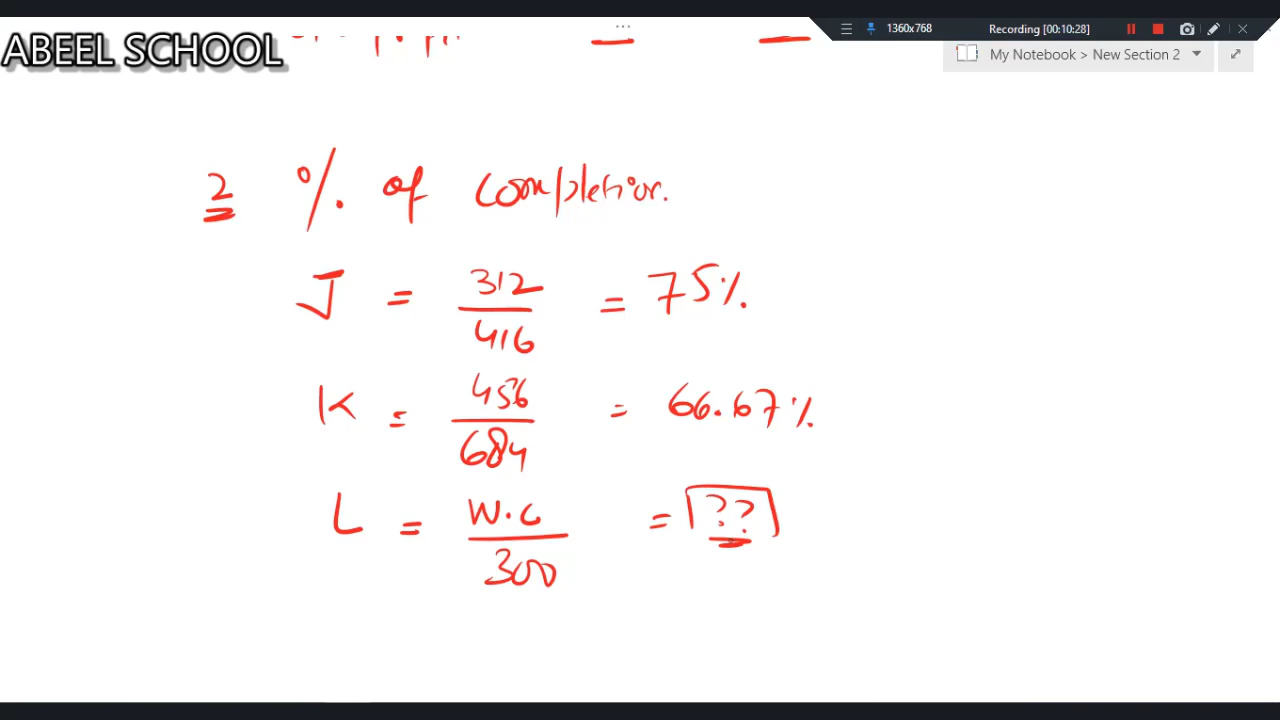 ABEEL SCHOOL
1360x768
Recording [00:10:28]
My Notebook > New Section 2
2 % of completion.
J = 312/416 = 75%
K = 456/684 = 66.67%
L = W.C/300 = ??